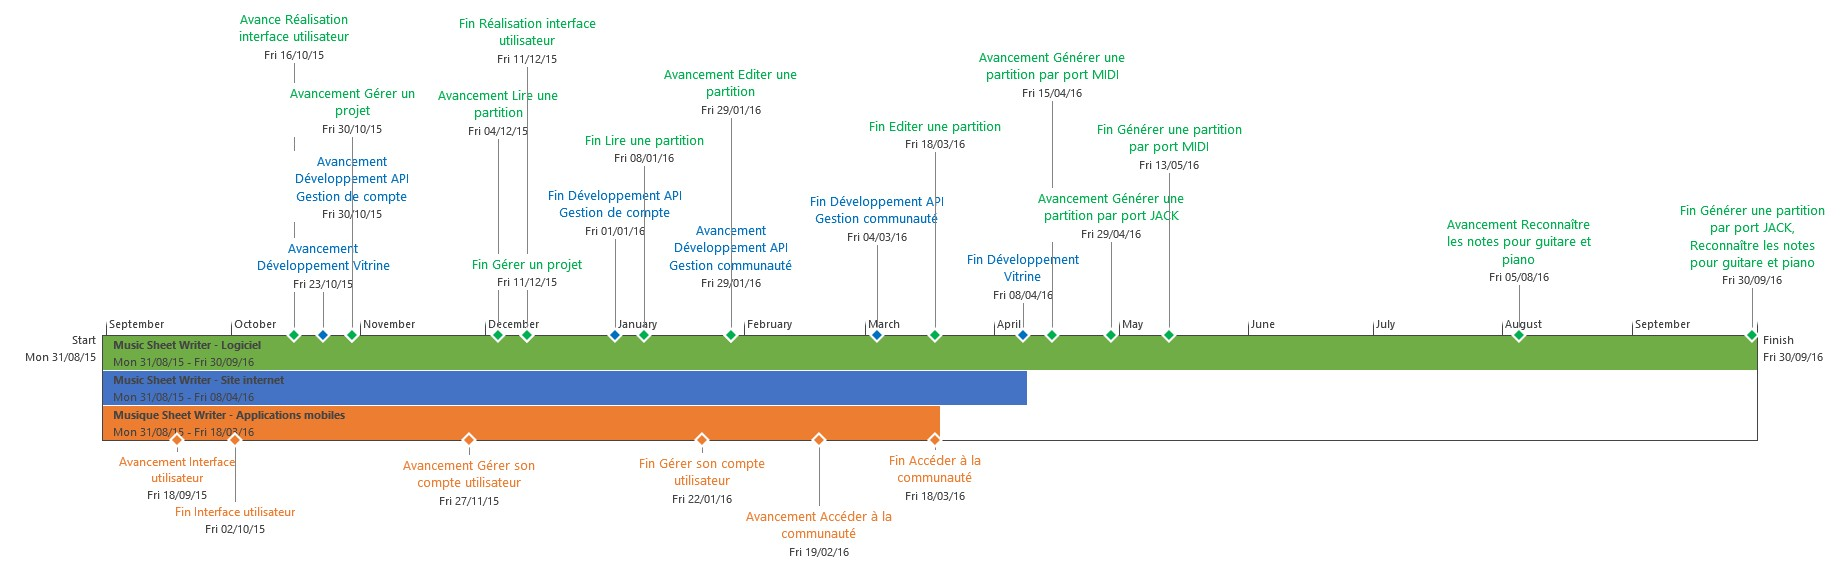 Avance Réalisation
interface utilisateur
Fri 16/10/15
Fin Réalisation interface
utilisateur
Fri 11/12/15
Avancement Gérer un
projet
Fri 30/10/15
Avancement Lire une
partition
Fri 04/12/15
Avancement Editer une
partition
Fri 29/01/16
Avancement Générer une
partition par port MIDI
Fri 15/04/16
Fin Lire une partition
Fri 08/01/16
Fin Editer une partition
Fri 18/03/16
Fin Générer une partition
par port MIDI
Fri 13/05/16
Avancement
Développement API
Gestion de compte
Fri 30/10/15
Fin Développement API
Gestion de compte
Fri 01/01/16
Fin Développement API
Gestion communauté
Fri 04/03/16
Avancement Générer une
partition par port JACK
Fri 29/04/16
Avancement
Développement Vitrine
Fri 23/10/15
Fin Gérer un projet
Fri 11/12/15
Avancement
Développement API
Gestion communauté
Fri 29/01/16
Fin Développement
Vitrine
Fri 08/04/16
Avancement Reconnaître
les notes pour guitare et
piano
Fri 05/08/16
Fin Générer une partition
par port JACK,
Reconnaître les notes
pour guitare et piano
Fri 30/09/16
September
October
November
December
January
February
March
April
May
June
July
August
September
Start
Mon 31/08/15
Music Sheet Writer - Logiciel
Mon 31/08/15 - Fri 30/09/16
Finish
Fri 30/09/16
Music Sheet Writer - Site internet
Mon 31/08/15 - Fri 08/04/16
Musique Sheet Writer - Applications mobiles
Mon 31/08/15 - Fri 18/03/16
Avancement Interface
utilisateur
Fri 18/09/15
Fin Interface utilisateur
Fri 02/10/15
Avancement Gérer son
compte utilisateur
Fri 27/11/15
Fin Gérer son compte
utilisateur
Fri 22/01/16
Avancement Accéder à la
communauté
Fri 19/02/16
Fin Accéder à la
communauté
Fri 18/03/16